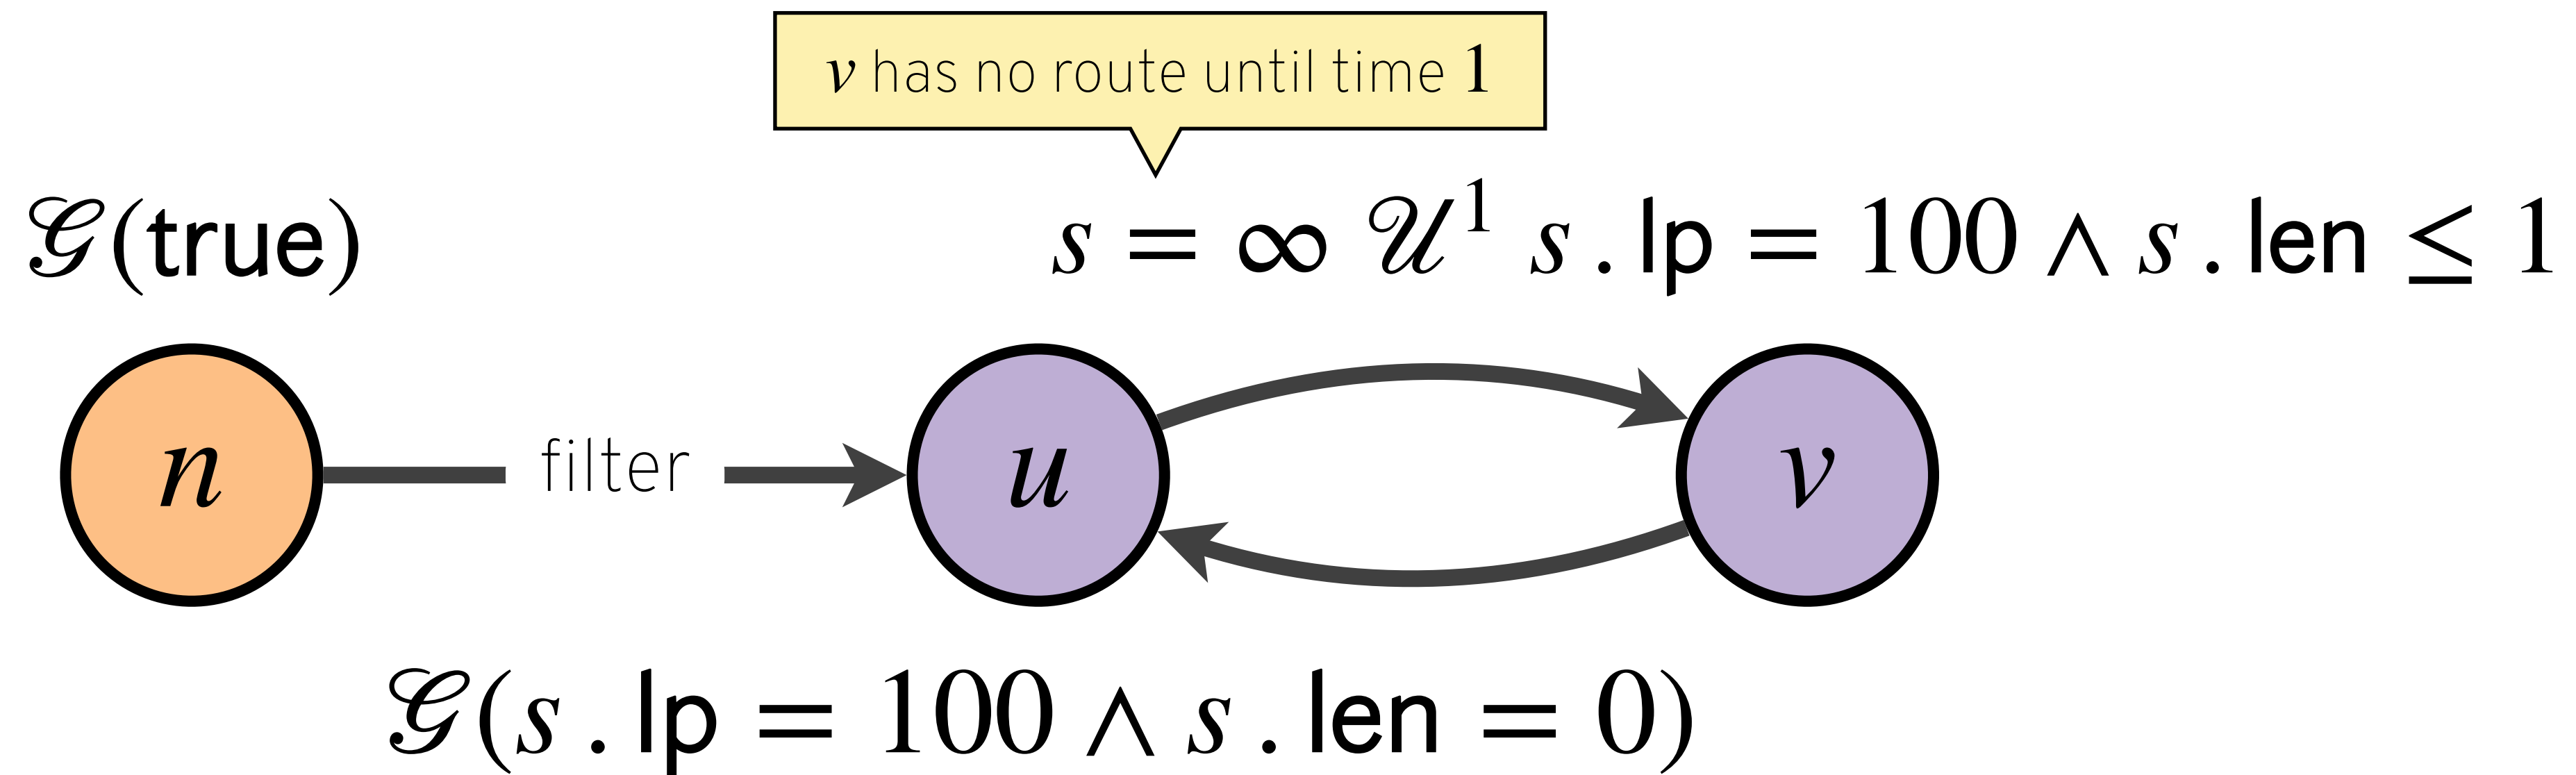 v has no route until time 1
𝒢(true)
s = ∞ 𝒰¹ s.lp = 100 ∧ s.len ≤ 1
n
filter
u
v
𝒢(s.lp = 100 ∧ s.len = 0)